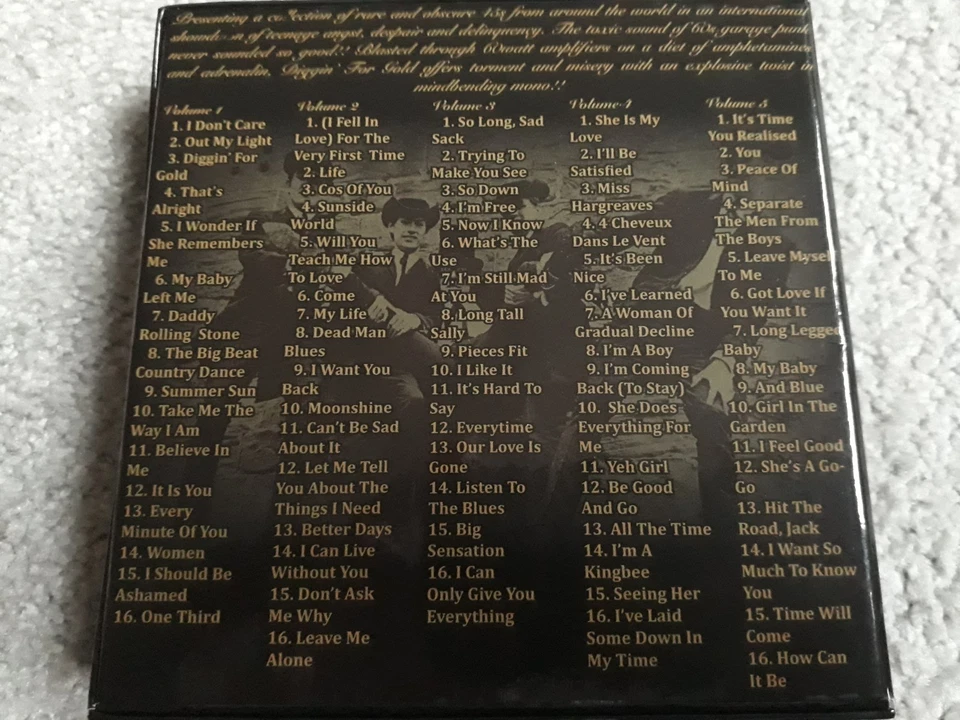 Presenting a collection of rare and obscure 45s from around the world in an international
showdown of teenage angst, despair and delinquency. The toxic sound of 60s garage punk
never sounded so good!! Blasted through 60watt amplifiers on a diet of amphetamines
and adrenalin, Diggin' For Gold offers torment and misery with an explosive twist in
mindbending mono!!
Volume 1
1. I Don't Care
2. Out My Light
3. Diggin' For
Gold
4. That's
Alright
5. I Wonder If
She Remembers
Me
6. My Baby
Left Me
7. Daddy
Rolling Stone
8. The Big Beat
Country Dance
9. Summer Sun
10. Take Me The
Way I Am
11. Believe In
Me
12. It Is You
13. Every
Minute Of You
14. Women
15. I Should Be
Ashamed
16. One Third
Volume 2
1. (I Fell In
Love) For The
Very First Time
2. Life
3. Cos Of You
4. Sunside
World
5. Will You
Teach Me How
To Love
6. Come
7. My Life
8. Dead Man
Blues
9. I Want You
Back
10. Moonshine
11. Can't Be Sad
About It
12. Let Me Tell
You About The
Things I Need
13. Better Days
14. I Can Live
Without You
15. Don't Ask
Me Why
16. Leave Me
Alone
Volume 3
1. So Long, Sad
Sack
2. Trying To
Make You See
3. So Down
4. I'm Free
5. Now I Know
6. What's The
Use
7. I'm Still Mad
At You
8. Long Tall
Sally
9. Pieces Fit
10. I Like It
11. It's Hard To
Say
12. Everytime
13. Our Love Is
Gone
14. Listen To
The Blues
15. Big
Sensation
16. I Can
Only Give You
Everything
Volume 4
1. She Is My
Love
2. I'll Be
Satisfied
3. Miss
Hargreaves
4. 4 Cheveux
Dans Le Vent
5. It's Been
Nice
6. I've Learned
7. A Woman Of
Gradual Decline
8. I'm A Boy
9. I'm Coming
Back (To Stay)
10. She Does
Everything For
Me
11. Yeh Girl
12. Be Good
And Go
13. All The Time
14. I'm A
Kingbee
15. Seeing Her
16. I've Laid
Some Down In
My Time
Volume 5
1. It's Time
You Realised
2. You
3. Peace Of
Mind
4. Separate
The Men From
The Boys
5. Leave Mysel
To Me
6. Got Love If
You Want It
7. Long Legged
Baby
8. My Baby
9. And Blue
10. Girl In The
Garden
11. I Feel Good
12. She's A Go-
Go
13. Hit The
Road, Jack
14. I Want So
Much To Know
You
15. Time Will
Come
16. How Can
It Be